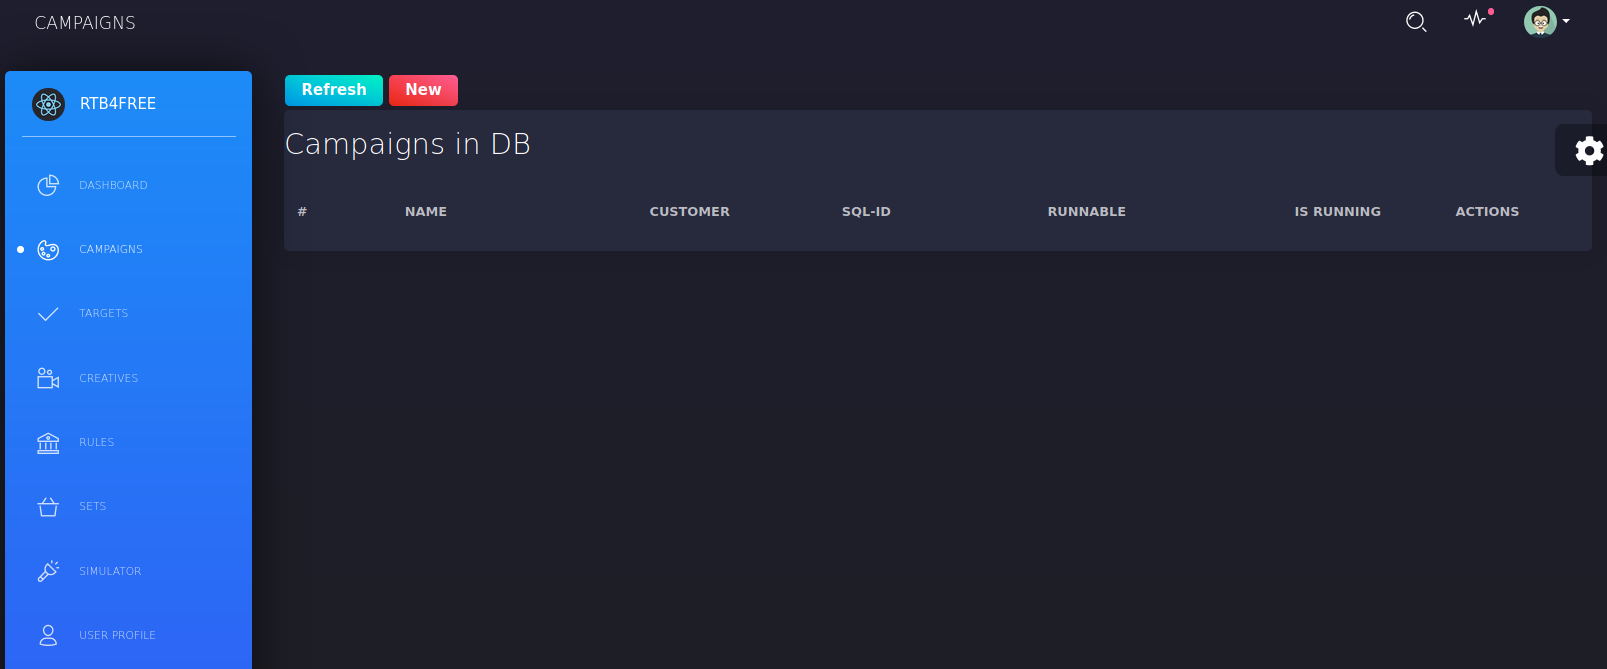 CAMPAIGNS
RTB4FREE
DASHBOARD
CAMPAIGNS
TARGETS
CREATIVES
RULES
SETS
SIMULATOR
USER PROFILE
Refresh New
Campaigns in DB
# NAME CUSTOMER SQL-ID RUNNABLE IS RUNNING ACTIONS